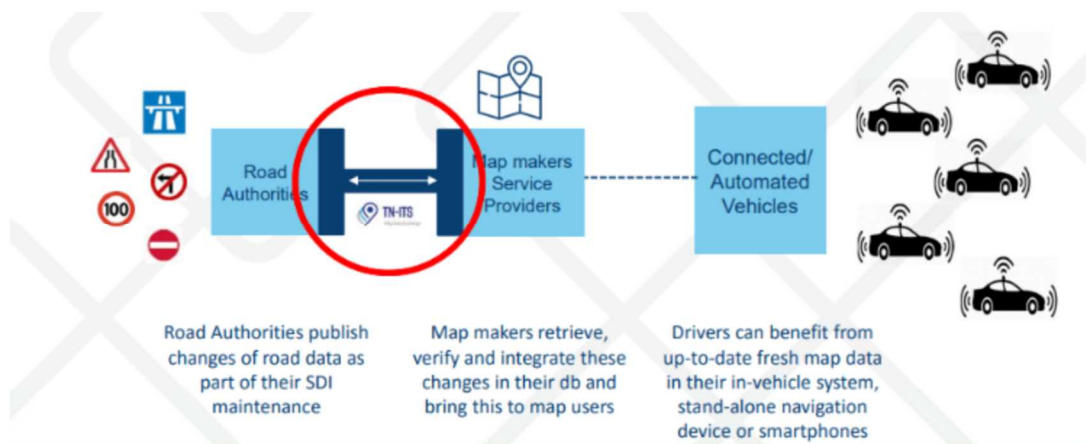 Road
Authorities
100
TN-ITS
Map makers
Service
Providers
Connected/
Automated
Vehicles
Road Authorities publish
changes of road data as
part of their SDI
maintenance
Map makers retrieve,
verify and integrate these
changes in their db and
bring this to map users
Drivers can benefit from
up-to-date fresh map data
in their in-vehicle system,
stand-alone navigation
device or smartphones